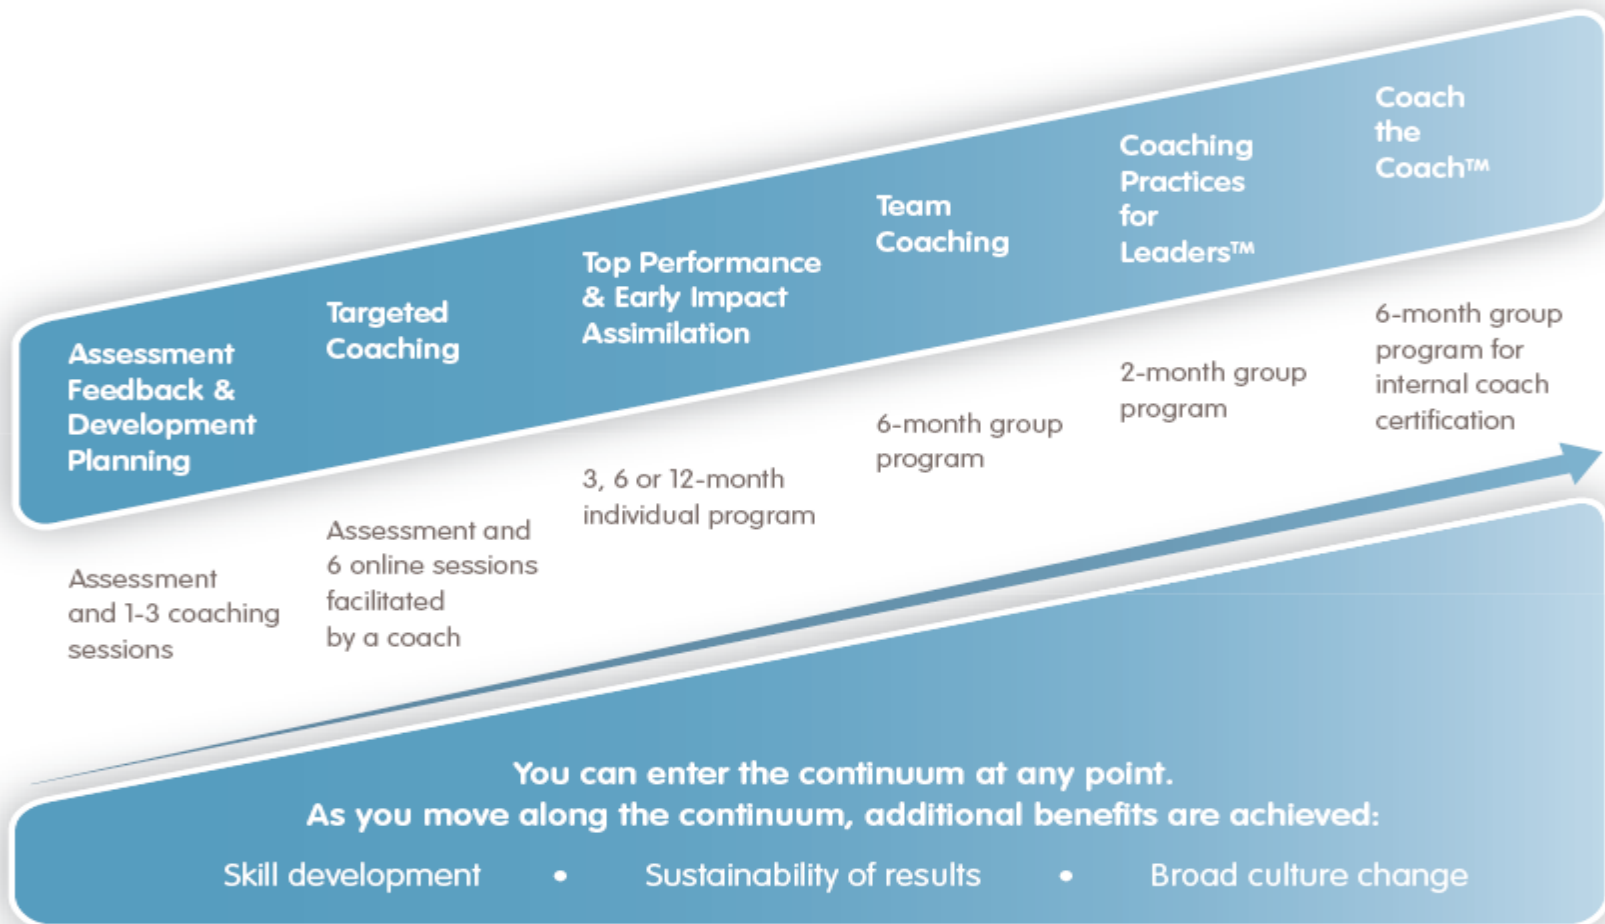 Assessment
Feedback &
Development
Planning
Assessment
and 1-3 coaching
sessions
Targeted
Coaching
Assessment and
6 online sessions
facilitated
by a coach
Top Performance
& Early Impact
Assimilation
3, 6 or 12-month
individual program
Team
Coaching
6-month group
program
Coaching
Practices
for
Leaders™
2-month group
program
Coach
the
Coach™
6-month group
program for
internal coach
certification
You can enter the continuum at any point.
As you move along the continuum, additional benefits are achieved:
Skill development • Sustainability of results • Broad culture change